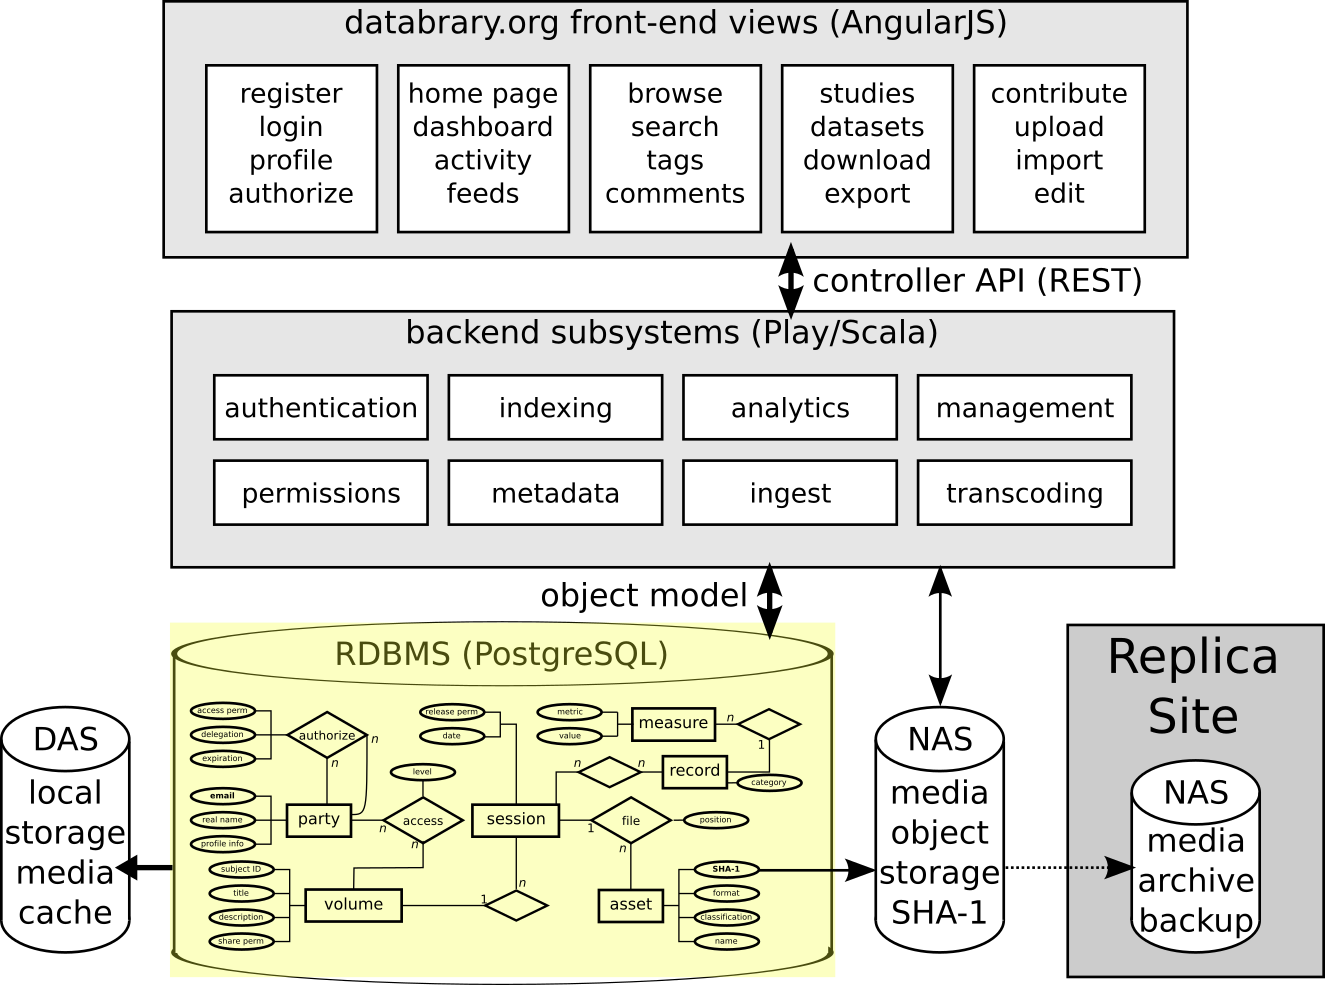 databrary.org front-end views (AngularJS)
register
login
profile
authorize
home page
dashboard
activity
feeds
browse
search
tags
comments
studies
datasets
download
export
contribute
upload
import
edit
controller API (REST)
backend subsystems (Play/Scala)
authentication
indexing
analytics
management
permissions
metadata
ingest
transcoding
object model
RDBMS (PostgreSQL)
access perm
delegation
expiration
authorize
n
n
email
real name
profile info
party
n
level
access
n
subject ID
title
description
share perm
volume
1
n
release perm
date
session
metric
value
measure
n
1
n
n
record
category
1
file
n
position
asset
SHA-1
format
classification
name
DAS
local
storage
media
cache
NAS
media
object
storage
SHA-1
Replica
Site
NAS
media
archive
backup